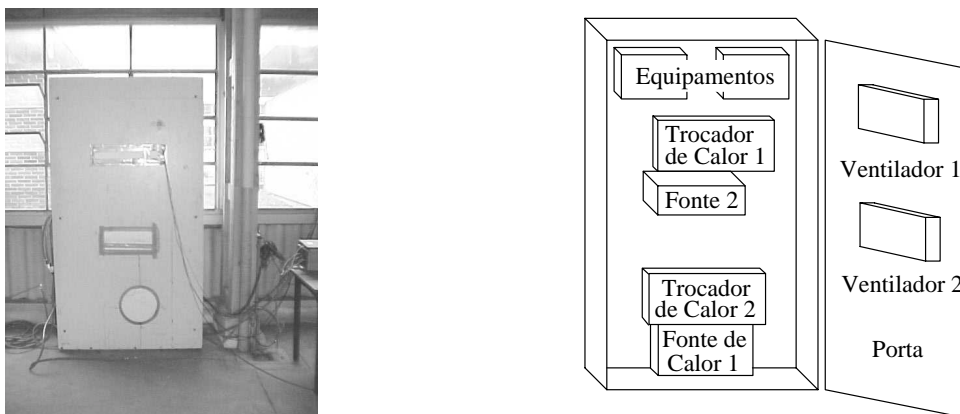 Equipamentos
Trocador
de Calor 1
Ventilador 1
Fonte 2
Trocador
de Calor 2
Ventilador 2
Fonte de
Calor 1
Porta